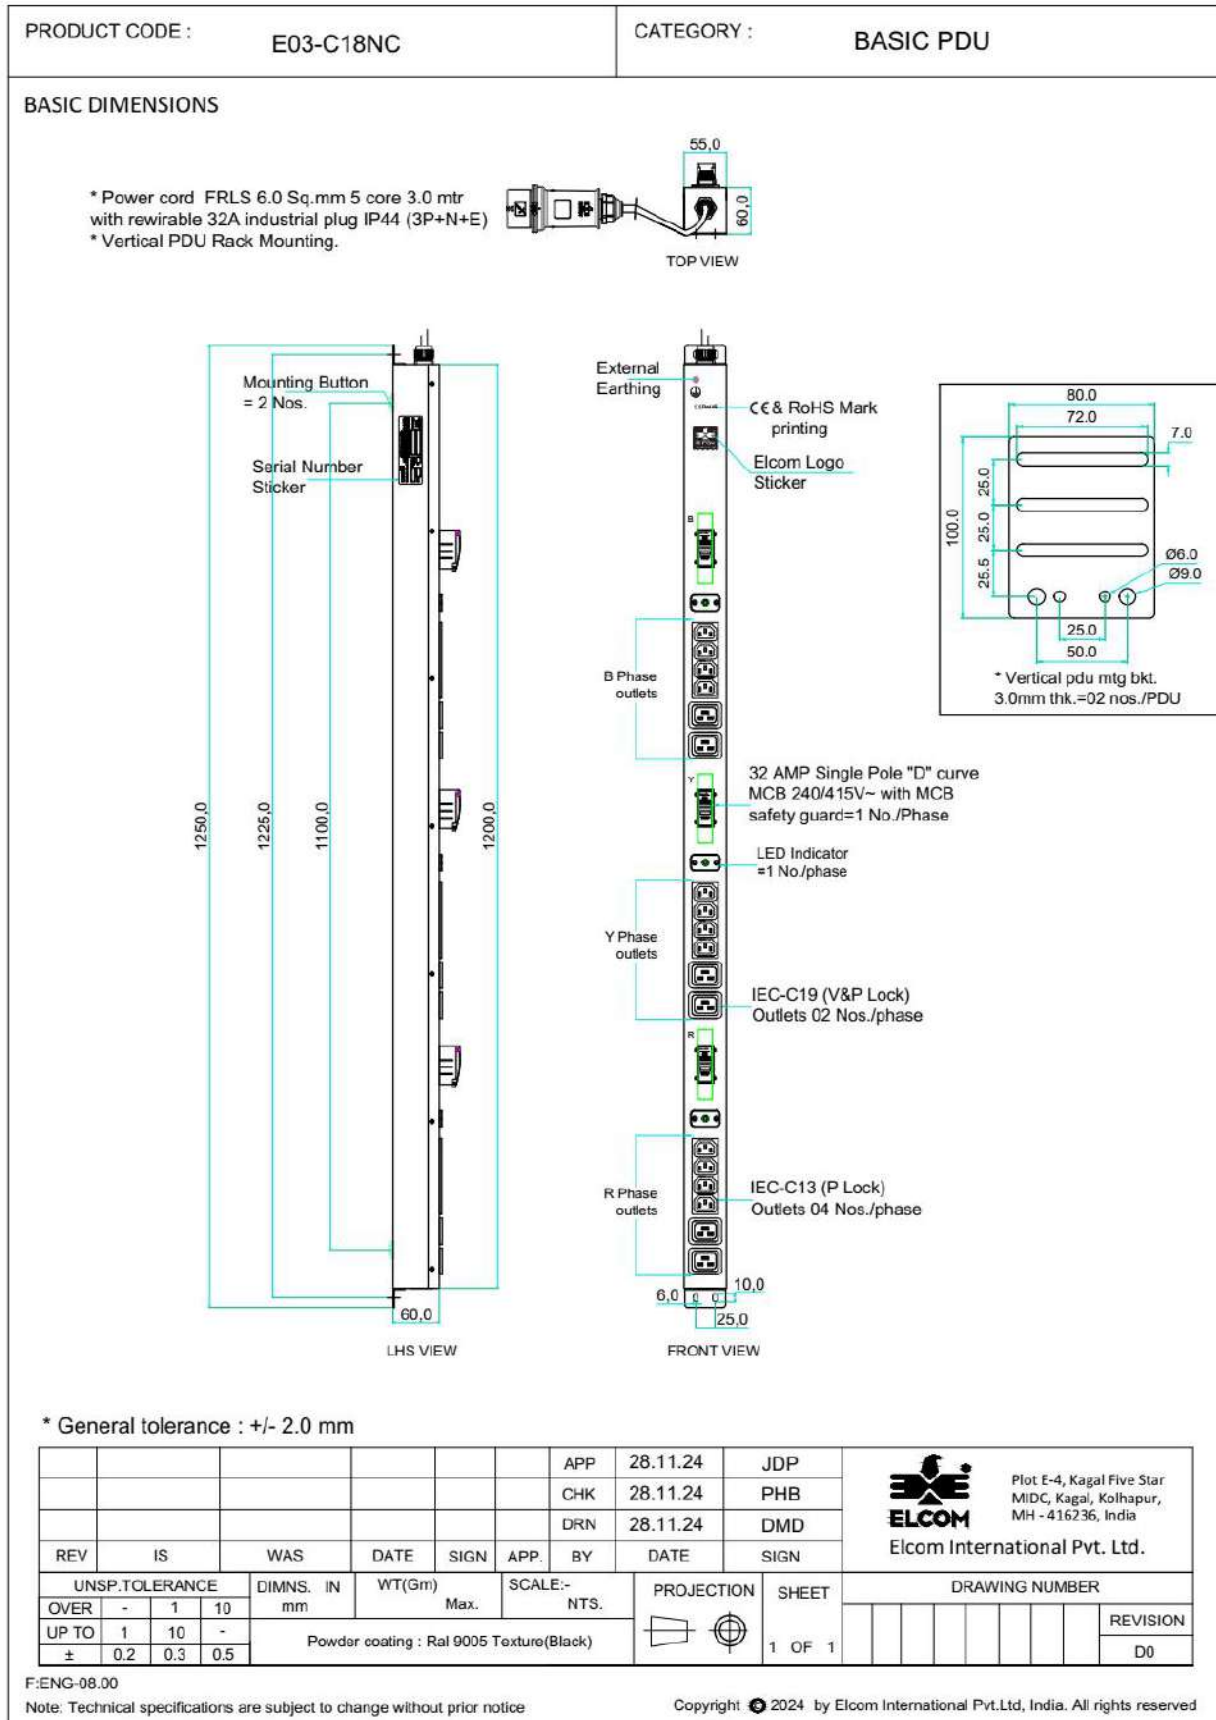 PRODUCT CODE :
E03-C18NC
CATEGORY :
BASIC PDU
BASIC DIMENSIONS
* Power cord FRLS 6.0 Sq.mm 5 core 3.0 mtr
with rewirable 32A industrial plug IP44 (3P+N+E)
* Vertical PDU Rack Mounting.
55,0
60,0
TOP VIEW
Mounting Button
= 2 Nos.
Serial Number
Sticker
1250,0
1225,0
1100,0
1200,0
60,0
LHS VIEW
External
Earthing
CE & RoHS Mark
printing
Elcom Logo
Sticker
B
B Phase
outlets
Y
32 AMP Single Pole "D" curve
MCB 240/415V~ with MCB
safety guard=1 No./Phase
LED Indicator
=1 No./phase
Y Phase
outlets
IEC-C19 (V&P Lock)
Outlets 02 Nos./phase
R
R Phase
outlets
IEC-C13 (P Lock)
Outlets 04 Nos./phase
6,0
10,0
25,0
FRONT VIEW
80.0
72.0
7.0
100.0
25.0
25.0
25.5
Ø6.0
Ø9.0
25.0
50.0
* Vertical pdu mtg bkt.
3.0mm thk.=02 nos./PDU
* General tolerance : +/- 2.0 mm
APP 28.11.24 JDP
CHK 28.11.24 PHB
DRN 28.11.24 DMD
REV IS WAS DATE SIGN APP. BY DATE SIGN
ELCOM
Plot E-4, Kagal Five Star
MIDC, Kagal, Kolhapur,
MH - 416236, India
Elcom International Pvt. Ltd.
UNSP.TOLERANCE
OVER - 1 10
UP TO 1 10 -
± 0.2 0.3 0.5
DIMNS. IN
mm
WT(Gm)
Max.
SCALE:-
NTS.
Powder coating : Ral 9005 Texture(Black)
PROJECTION
SHEET
1 OF 1
DRAWING NUMBER
REVISION
D0
F:ENG-08.00
Note: Technical specifications are subject to change without prior notice
Copyright © 2024 by Elcom International Pvt.Ltd, India. All rights reserved